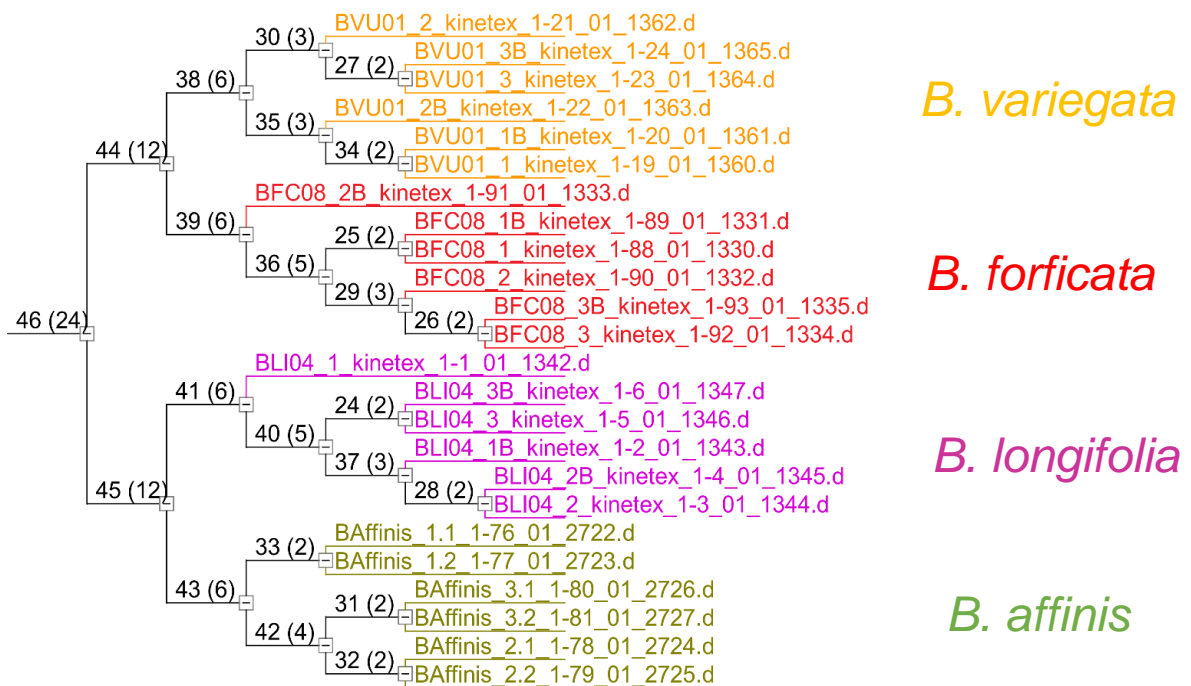 BVU01_2_kinetex_1-21_01_1362.d
30 (3)
BVU01_3B_kinetex_1-24_01_1365.d
27 (2)
BVU01_3_kinetex_1-23_01_1364.d
38 (6)
B. variegata
BVU01_2B_kinetex_1-22_01_1363.d
35 (3)
BVU01_1B_kinetex_1-20_01_1361.d
34 (2)
BVU01_1_kinetex_1-19_01_1360.d
44 (12)
BFC08_2B_kinetex_1-91_01_1333.d
39 (6)
BFC08_1B_kinetex_1-89_01_1331.d
25 (2)
BFC08_1_kinetex_1-88_01_1330.d
36 (5)
B. forficata
BFC08_2_kinetex_1-90_01_1332.d
29 (3)
BFC08_3B_kinetex_1-93_01_1335.d
26 (2)
BFC08_3_kinetex_1-92_01_1334.d
46 (24)
BLI04_1_kinetex_1-1_01_1342.d
41 (6)
BLI04_3B_kinetex_1-6_01_1347.d
24 (2)
BLI04_3_kinetex_1-5_01_1346.d
40 (5)
BLI04_1B_kinetex_1-2_01_1343.d
B. longifolia
37 (3)
BLI04_2B_kinetex_1-4_01_1345.d
28 (2)
BLI04_2_kinetex_1-3_01_1344.d
45 (12)
BAffinis_1.1_1-76_01_2722.d
33 (2)
BAffinis_1.2_1-77_01_2723.d
43 (6)
BAffinis_3.1_1-80_01_2726.d
31 (2)
BAffinis_3.2_1-81_01_2727.d
B. affinis
42 (4)
BAffinis_2.1_1-78_01_2724.d
32 (2)
BAffinis_2.2_1-79_01_2725.d